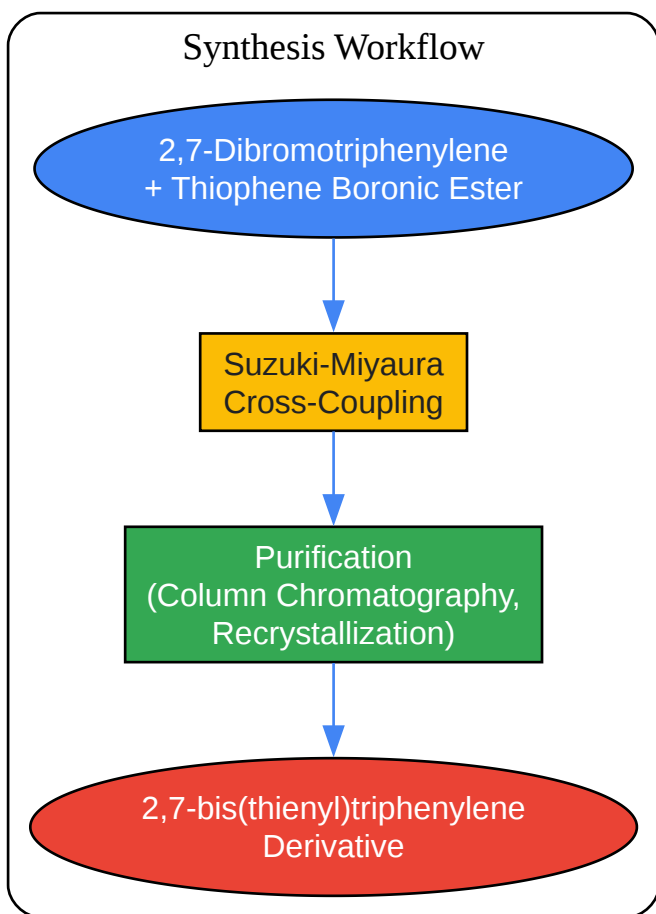 Synthesis Workflow
2,7-Dibromotriphenylene
+ Thiophene Boronic Ester
Suzuki-Miyaura
Cross-Coupling
Purification
(Column Chromatography,
Recrystallization)
2,7-bis(thienyl)triphenylene
Derivative